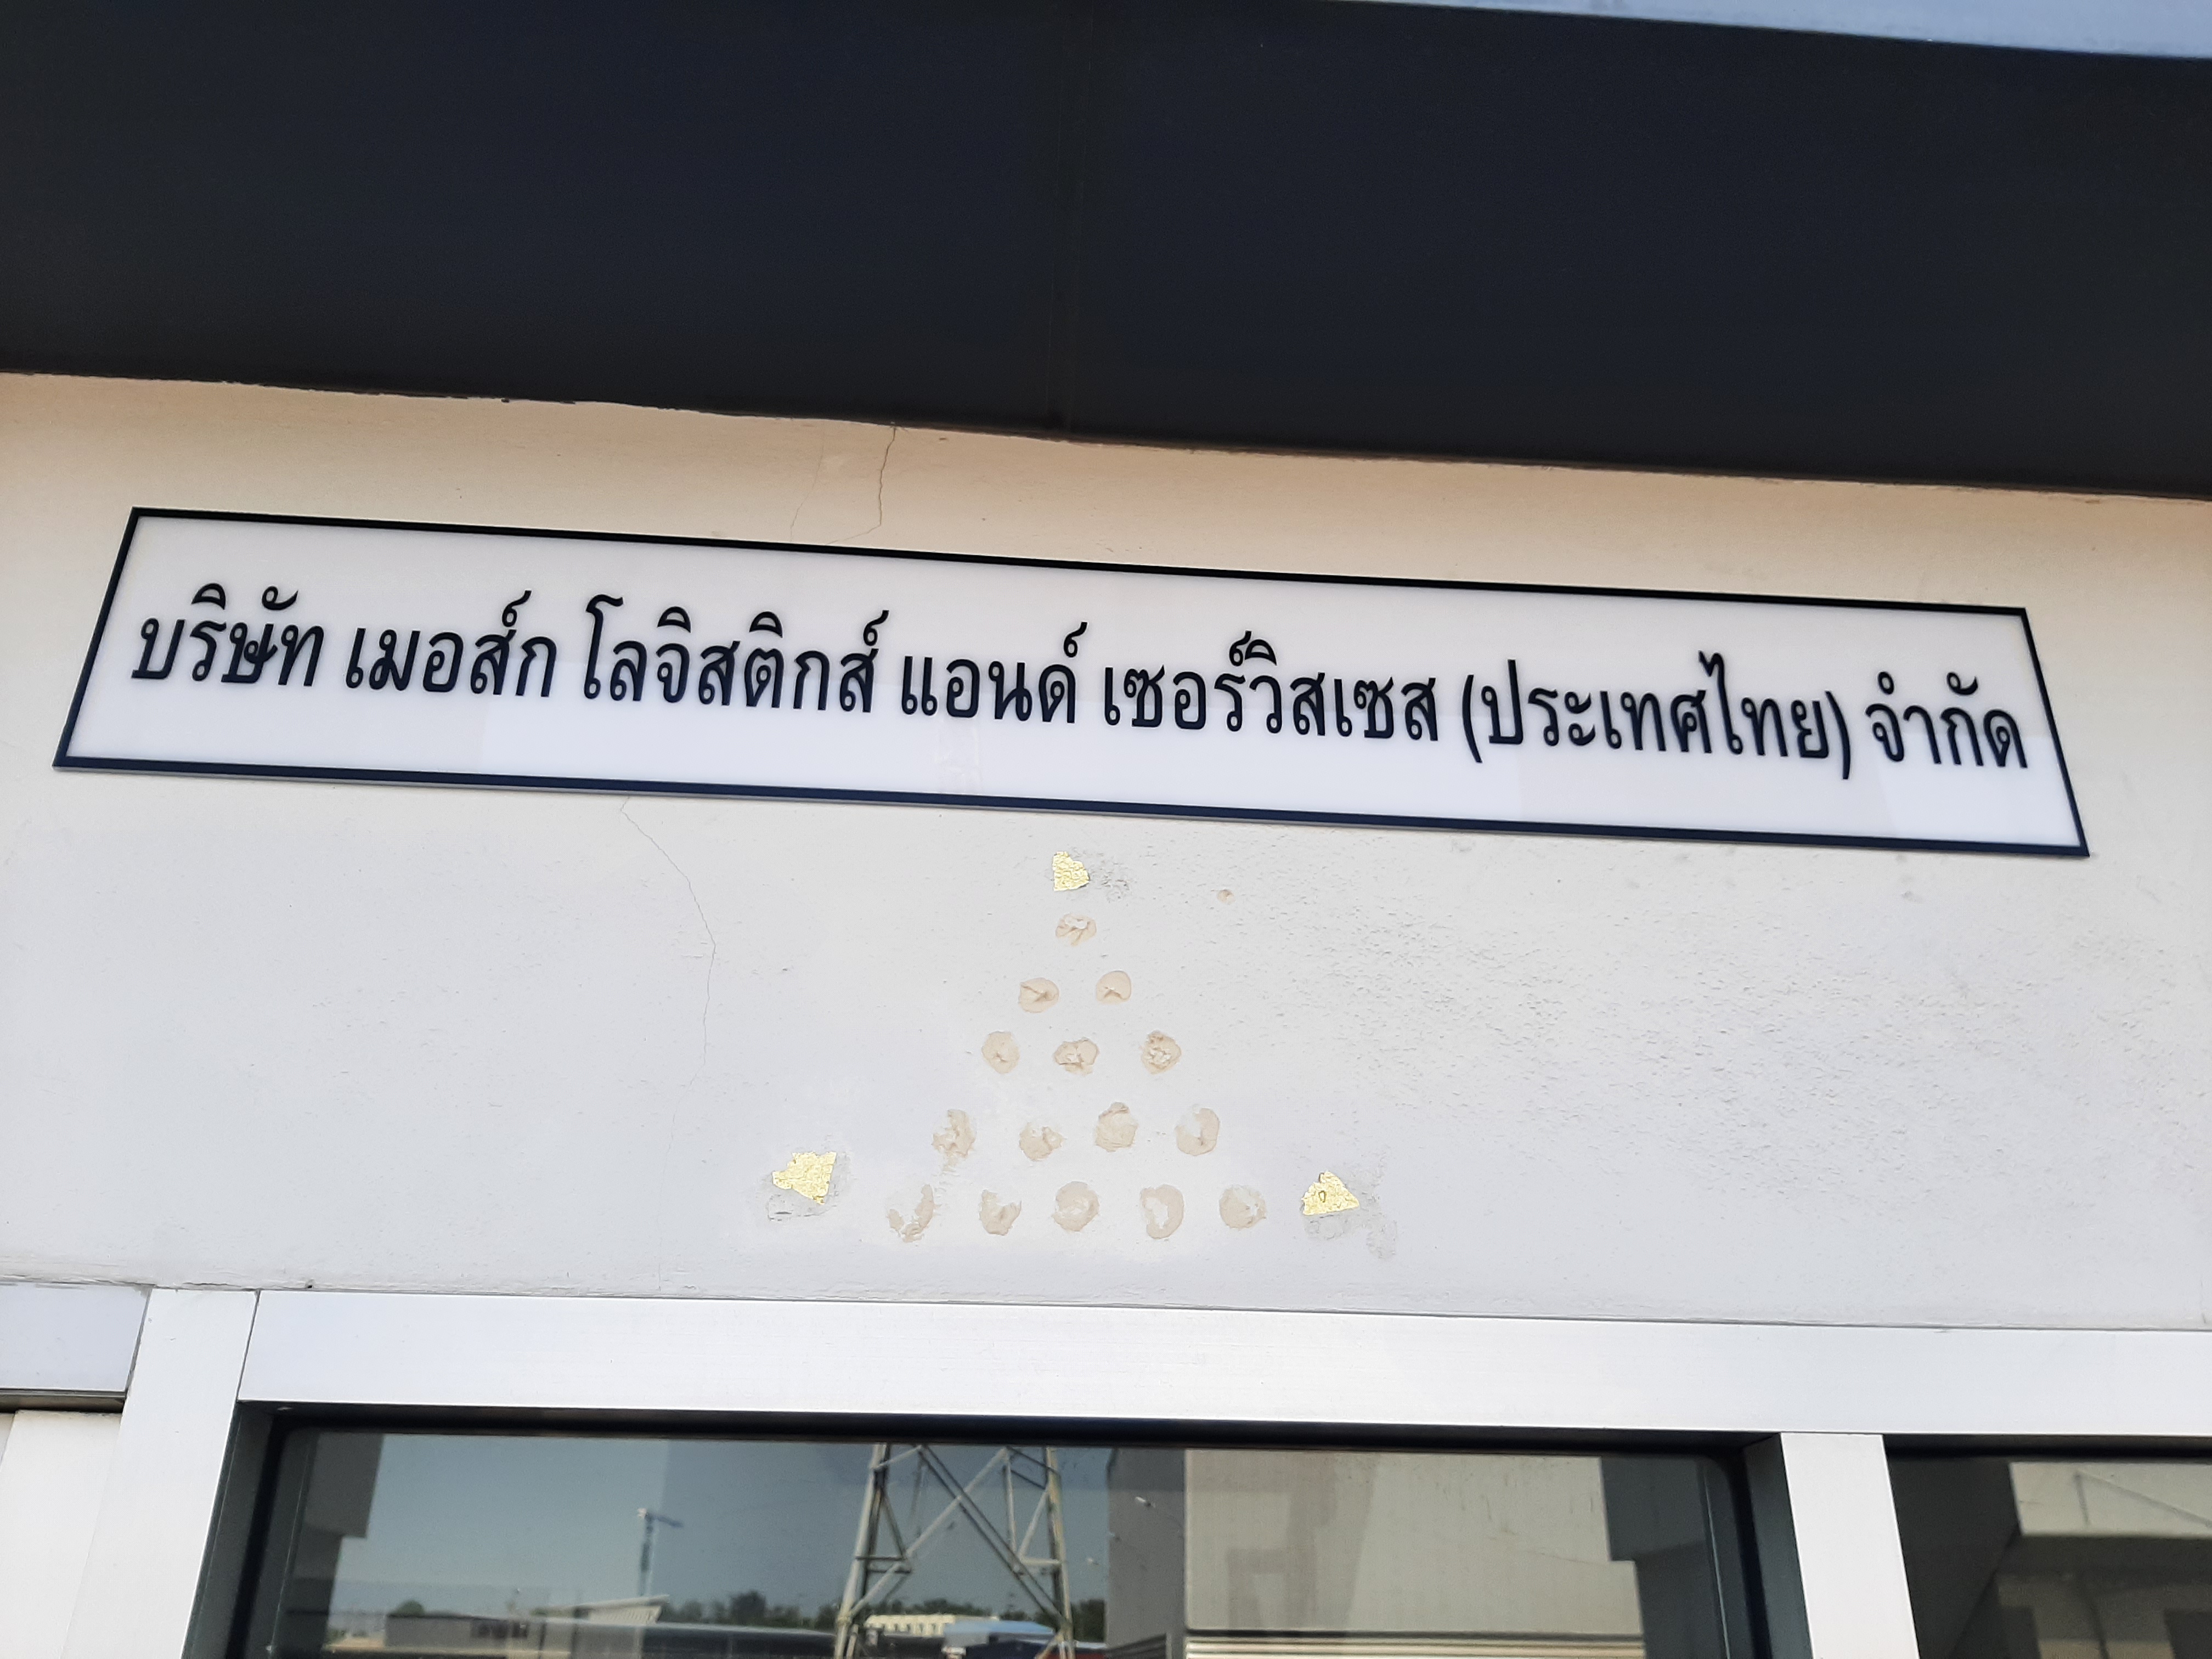 บริษัท เมอส์ก โลจิสติกส์ แอนด์ เซอร์วิสเซส (ประเทศไทย) จำกัด